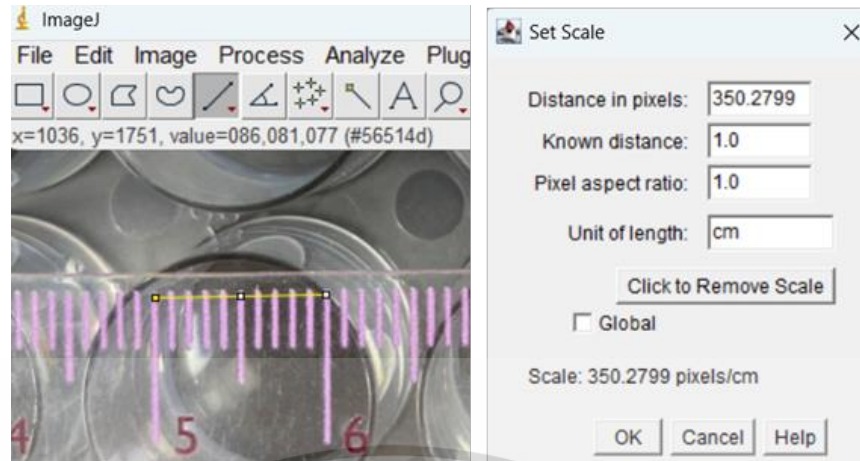 ImageJ
File Edit Image Process Analyze Plug
A
x=1036, y=1751, value=086,081,077 (#56514d)
4 5 6
Set Scale
Distance in pixels: 350.2799
Known distance: 1.0
Pixel aspect ratio: 1.0
Unit of length: cm
Click to Remove Scale
Global
Scale: 350.2799 pixels/cm
OK Cancel Help